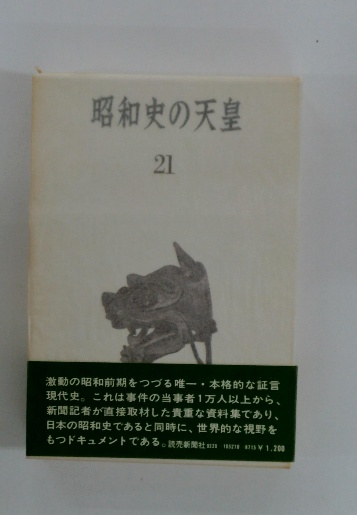 昭和史の天皇
21
激動の昭和前期をつづる唯一・本格的な証言
現代史。これは事件の当事者1万人以上から、
新聞記者が直接取材した貴重な資料集であり、
日本の昭和史であると同時に、世界的な視野を
もつドキュメントである。読売新聞社 ¥1,200